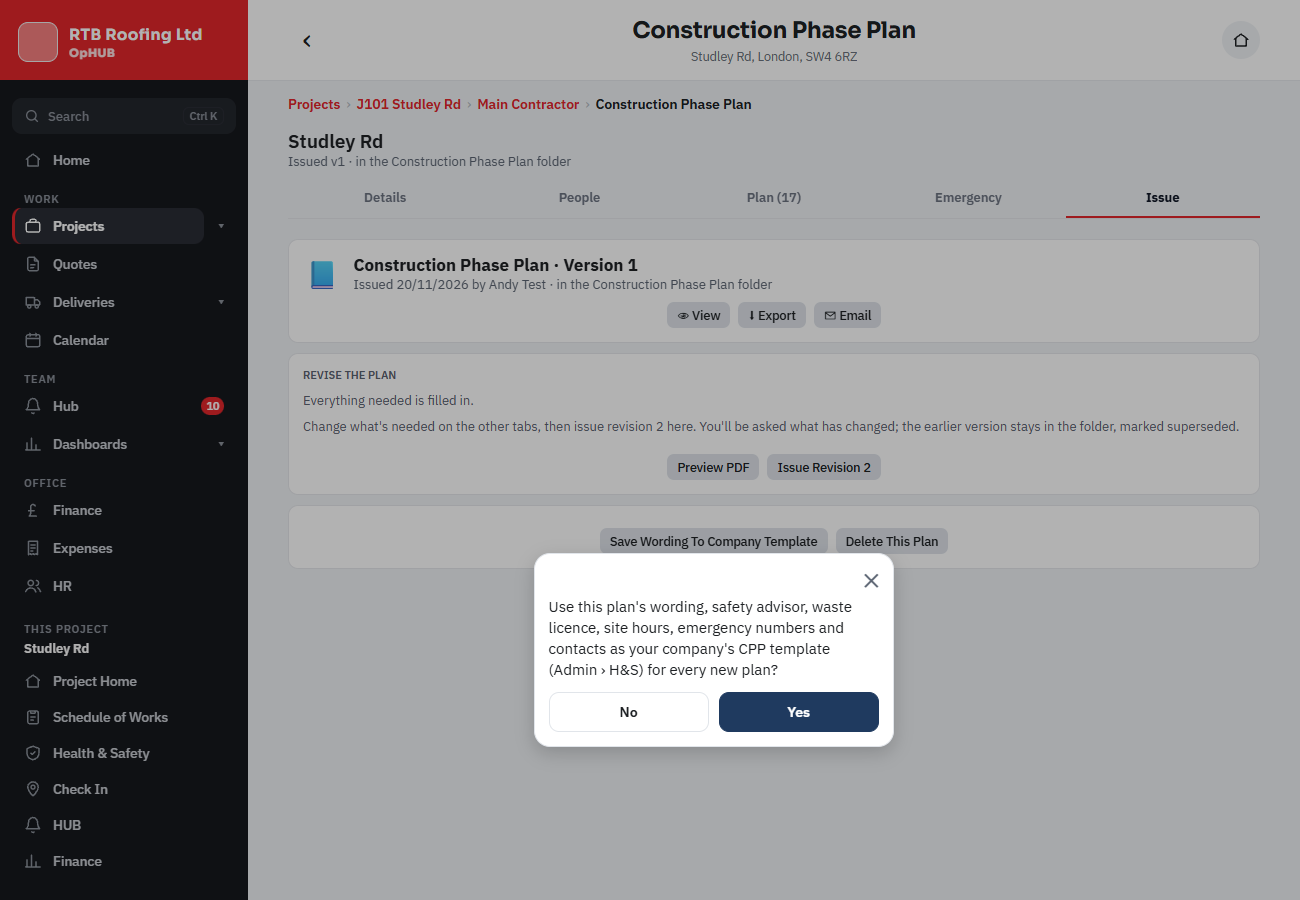 RTB Roofing Ltd
OpHUB
Search
Ctrl K
Home
WORK
Projects
Quotes
Deliveries
Calendar
TEAM
Hub
10
Dashboards
OFFICE
Finance
Expenses
HR
THIS PROJECT
Studley Rd
Project Home
Schedule of Works
Health & Safety
Check In
HUB
Finance
Construction Phase Plan
Studley Rd, London, SW4 6RZ
Projects › J101 Studley Rd › Main Contractor › Construction Phase Plan
Studley Rd
Issued v1 · in the Construction Phase Plan folder
Details
People
Plan (17)
Emergency
Issue
Construction Phase Plan · Version 1
Issued 20/11/2026 by Andy Test · in the Construction Phase Plan folder
View
Export
Email
REVISE THE PLAN
Everything needed is filled in.
Change what's needed on the other tabs, then issue revision 2 here. You'll be asked what has changed; the earlier version stays in the folder, marked superseded.
Preview PDF
Issue Revision 2
Save Wording To Company Template
Delete This Plan
Use this plan's wording, safety advisor, waste
licence, site hours, emergency numbers and
contacts as your company's CPP template
(Admin › H&S) for every new plan?
No
Yes